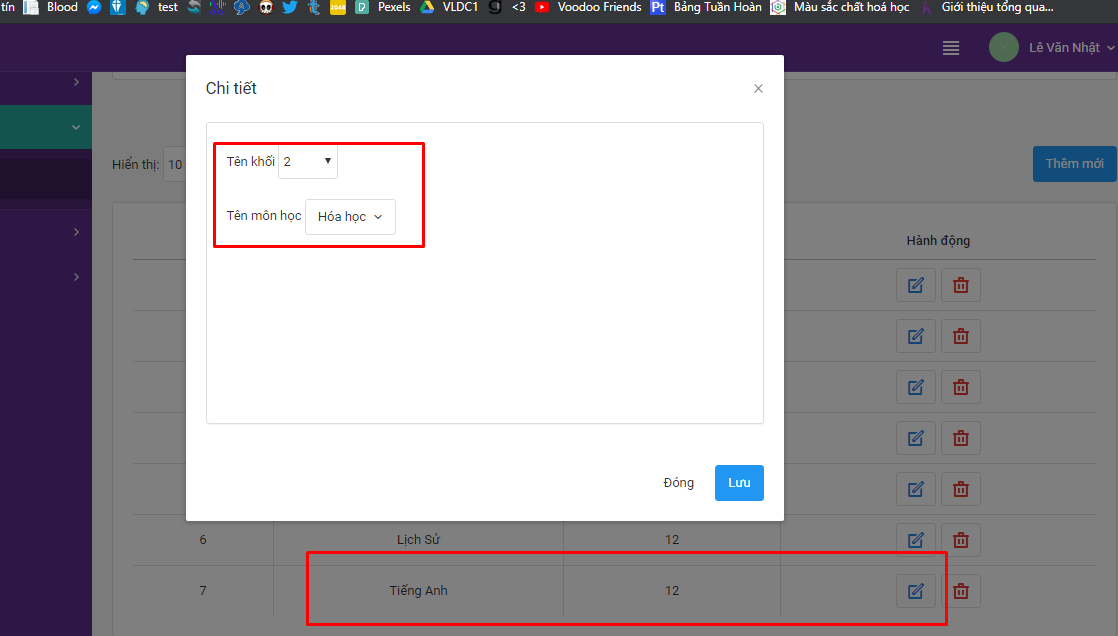 tín Blood test 2048 Pexels VLDC1 <3 Voodoo Friends Pt Bảng Tuần Hoàn Màu sắc chất hoá học Giới thiệu tổng qua...
Lê Văn Nhật
Chi tiết
×
Hiển thị: 10
Thêm mới
Tên khối 2
Tên môn học Hóa học
Hành động
Đóng Lưu
6 Lịch Sử 12
7 Tiếng Anh 12